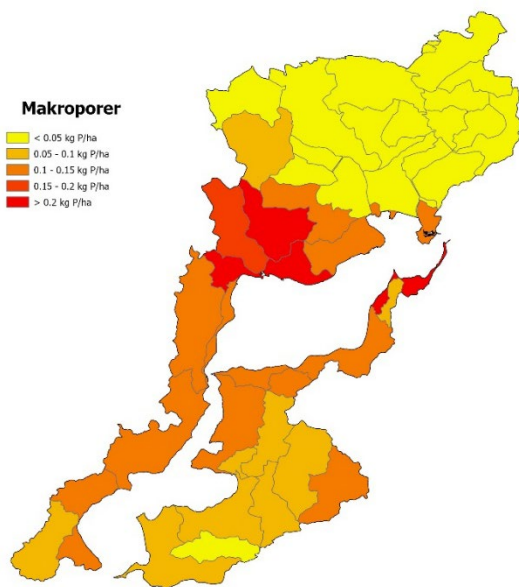 Makroporer
< 0.05 kg P/ha
0.05 - 0.1 kg P/ha
0.1 - 0.15 kg P/ha
0.15 - 0.2 kg P/ha
> 0.2 kg P/ha